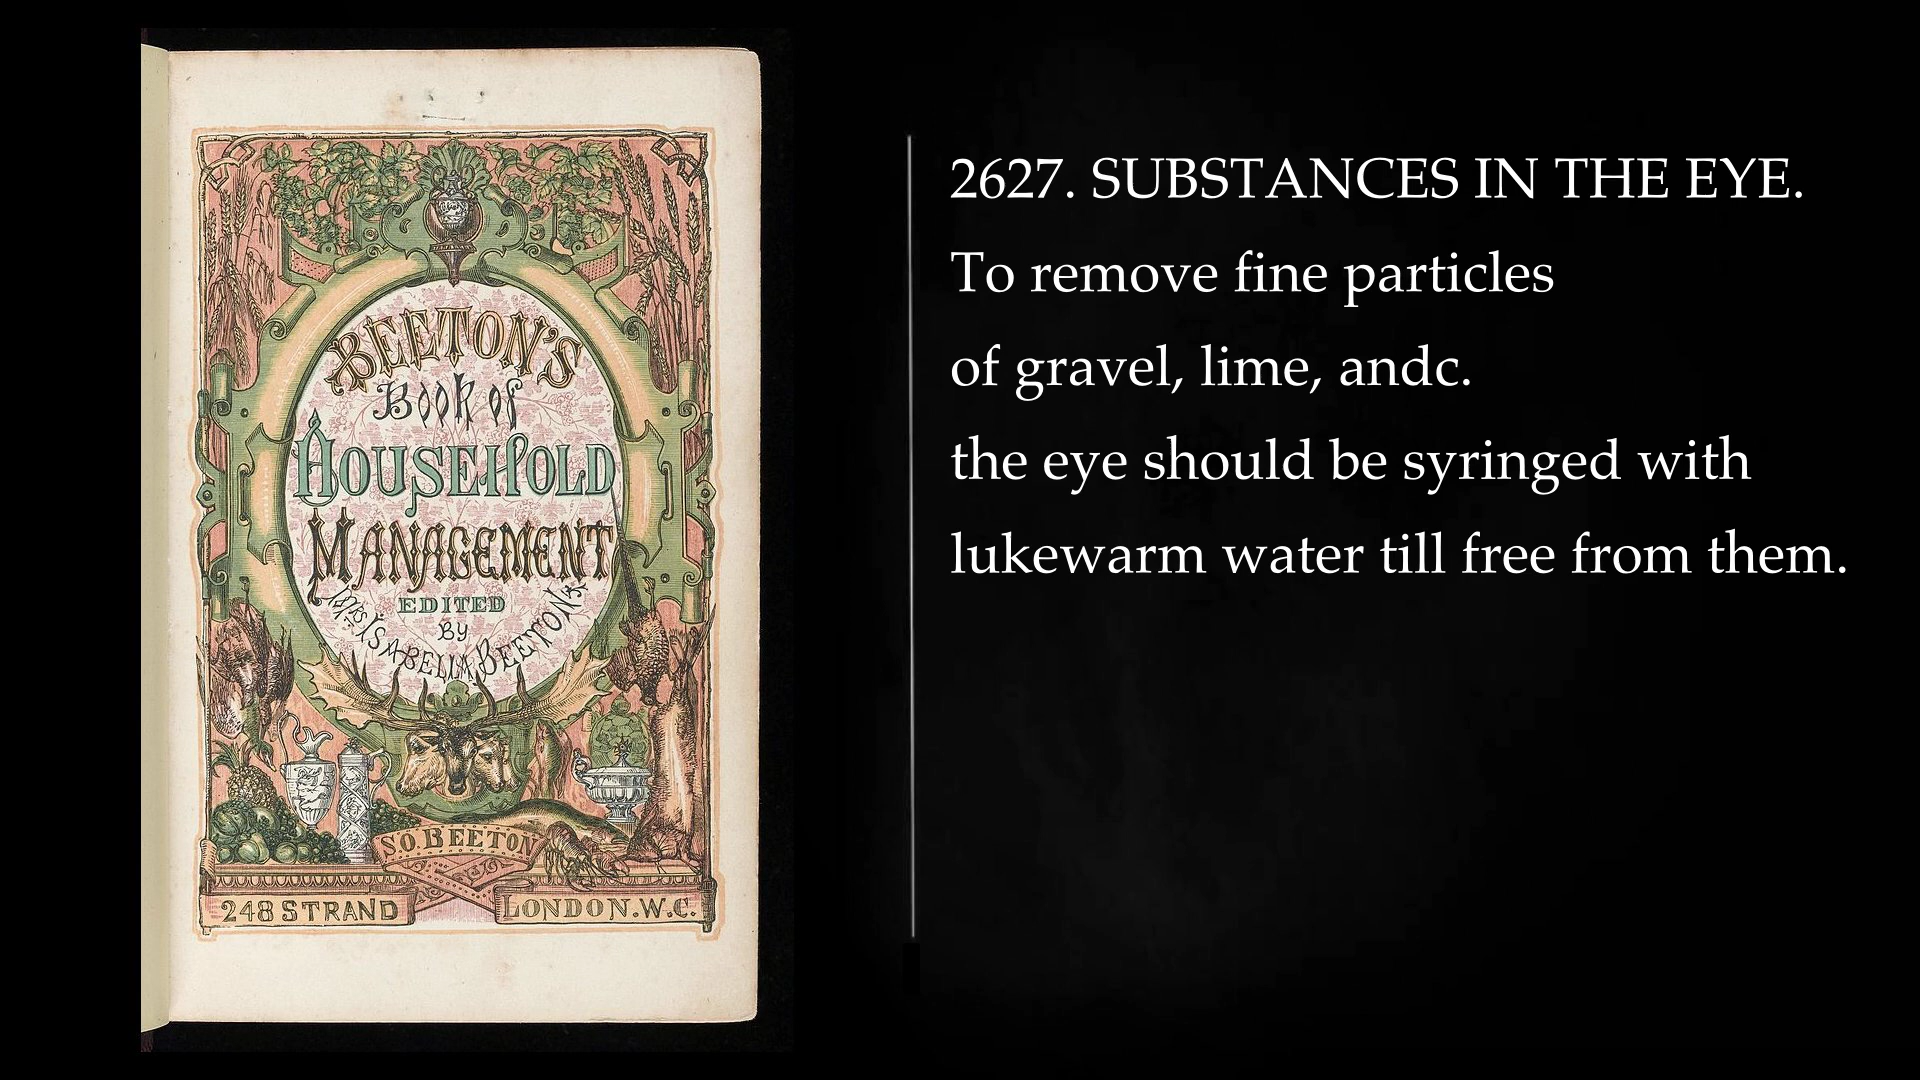 BEETON'S
Book of
HOUSEHOLD
MANAGEMENT
EDITED
BY
MRS ISABELLA BEETON
S.O. BEETON
248 STRAND
LONDON. W.C.
2627. SUBSTANCES IN THE EYE.
To remove fine particles
of gravel, lime, andc.
the eye should be syringed with
lukewarm water till free from them.